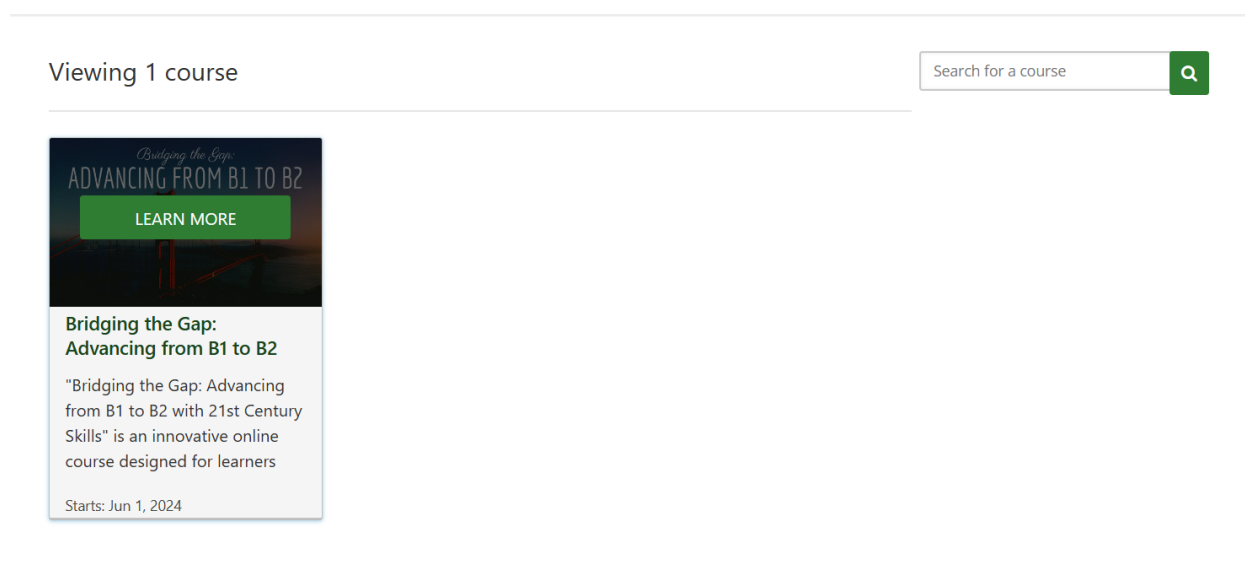 Viewing 1 course
Search for a course
Bridging the Gap:
ADVANCING FROM B1 TO B2
LEARN MORE
Bridging the Gap:
Advancing from B1 to B2
"Bridging the Gap: Advancing
from B1 to B2 with 21st Century
Skills" is an innovative online
course designed for learners
Starts: Jun 1, 2024